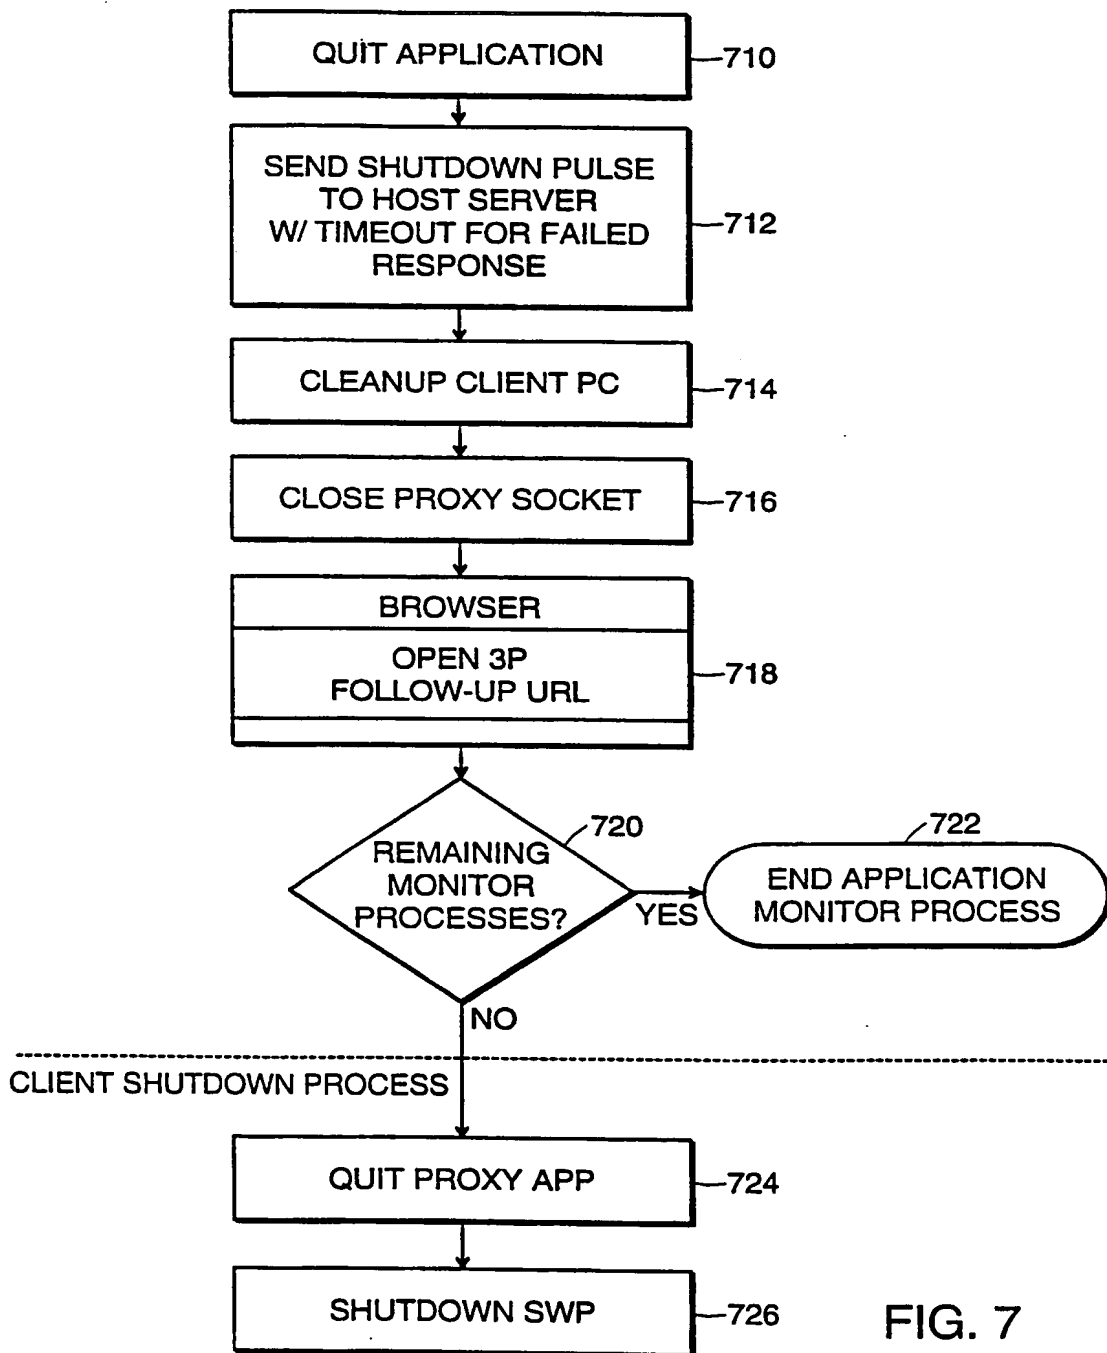 QUIT APPLICATION
710
SEND SHUTDOWN PULSE
TO HOST SERVER
W/ TIMEOUT FOR FAILED
RESPONSE
712
CLEANUP CLIENT PC
714
CLOSE PROXY SOCKET
716
BROWSER
OPEN 3P
FOLLOW-UP URL
718
720
REMAINING
MONITOR
PROCESSES?
YES
722
END APPLICATION
MONITOR PROCESS
NO
CLIENT SHUTDOWN PROCESS
QUIT PROXY APP
724
SHUTDOWN SWP
726
FIG. 7